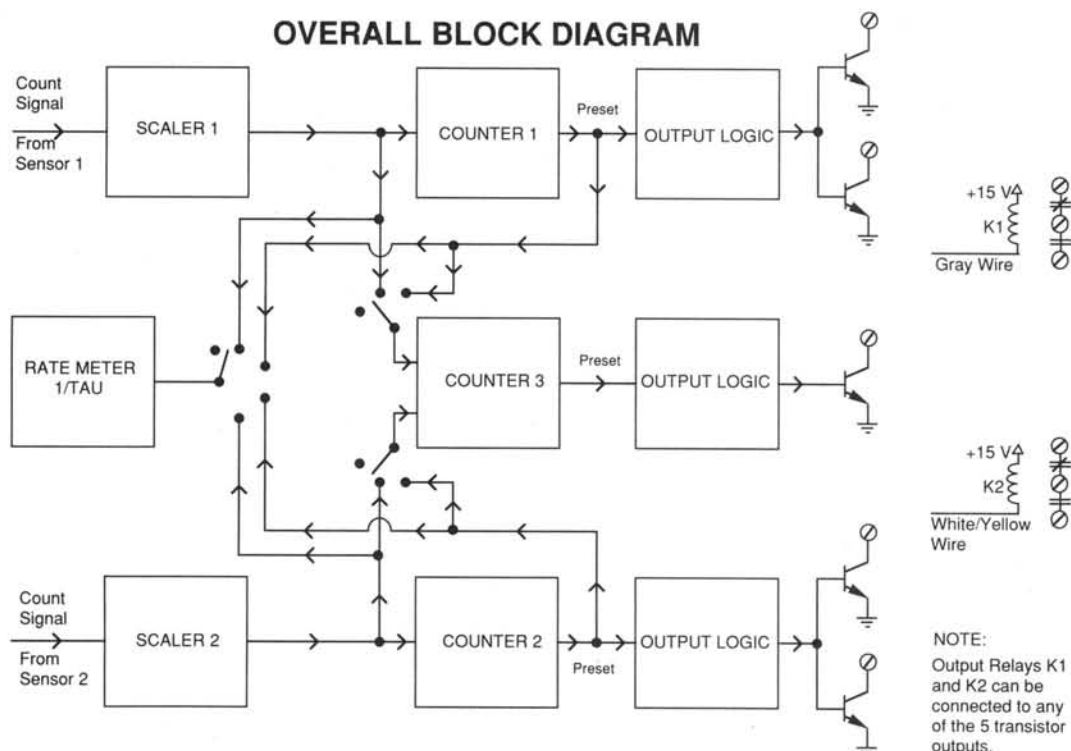 OVERALL BLOCK DIAGRAM
Count
Signal
From
Sensor 1
SCALER 1
COUNTER 1
Preset
OUTPUT LOGIC
+15 V
K1
Gray Wire
RATE METER
1/TAU
COUNTER 3
Preset
OUTPUT LOGIC
+15 V
K2
White/Yellow
Wire
Count
Signal
From
Sensor 2
SCALER 2
COUNTER 2
Preset
OUTPUT LOGIC
NOTE:
Output Relays K1
and K2 can be
connected to any
of the 5 transistor
outputs.